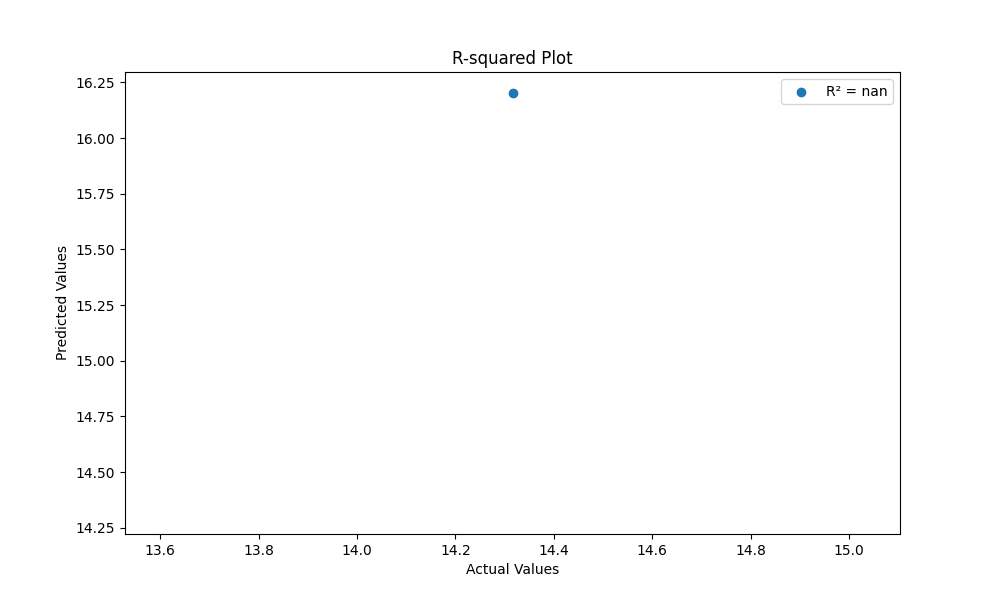 R-squared Plot
R² = nan
16.25
16.00
15.75
15.50
15.25
15.00
14.75
14.50
14.25
Predicted Values
13.6 13.8 14.0 14.2 14.4 14.6 14.8 15.0
Actual Values